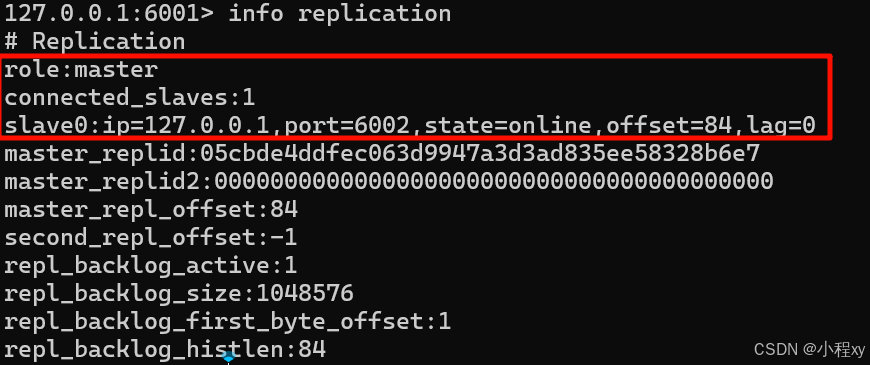 127.0.0.1:6001> info replication
# Replication
role:master
connected_slaves:1
slave0:ip=127.0.0.1,port=6002,state=online,offset=84,lag=0
master_replid:05cbde4ddfec063d9947a3d3ad835ee58328b6e7
master_replid2:0000000000000000000000000000000000000000
master_repl_offset:84
second_repl_offset:-1
repl_backlog_active:1
repl_backlog_size:1048576
repl_backlog_first_byte_offset:1
repl_backlog_histlen:84
CSDN @小程xy